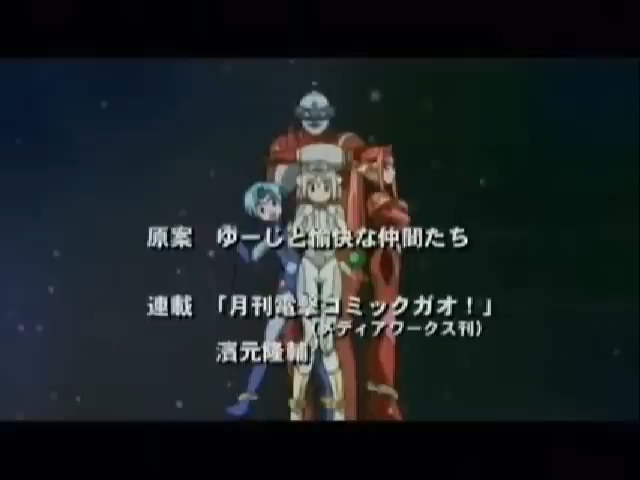 原案　ゆーじと愉快な仲間たち
連載　「月刊電撃コミックガオ！」
（メディアワークス刊）
濱元隆輔